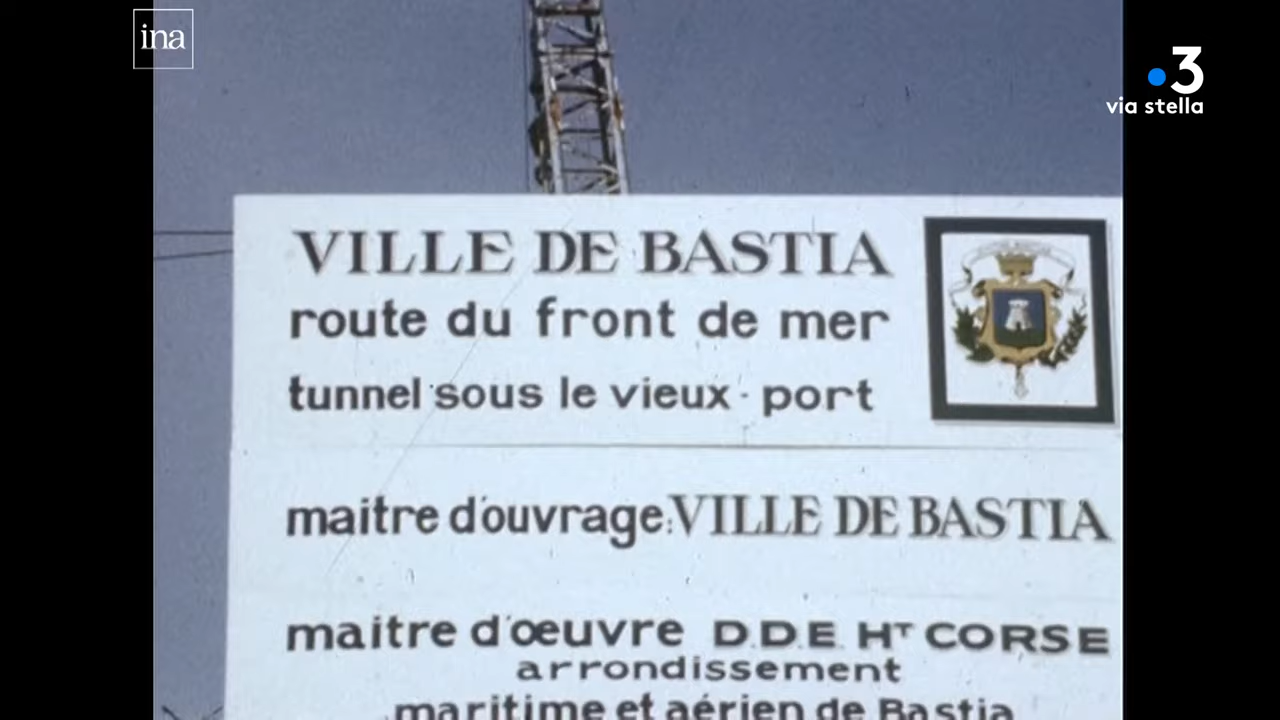 ina
3
via stella
VILLE DE BASTIA
route du front de mer
tunnel sous le vieux-port
maitre d'ouvrage: VILLE DE BASTIA
maitre d'œuvre D.D.E. HT CORSE
arrondissement
maritime et aérien de Bastia